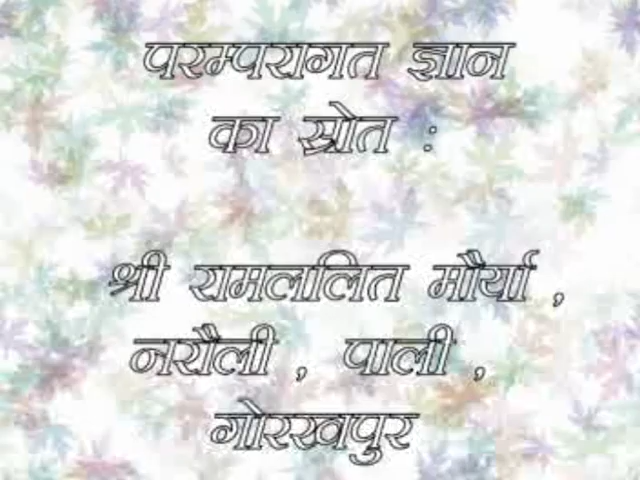 परम्परागत ज्ञान
का स्रोत :
श्री रामललित मौर्या ,
नरौली , पाली ,
गोरखपुर